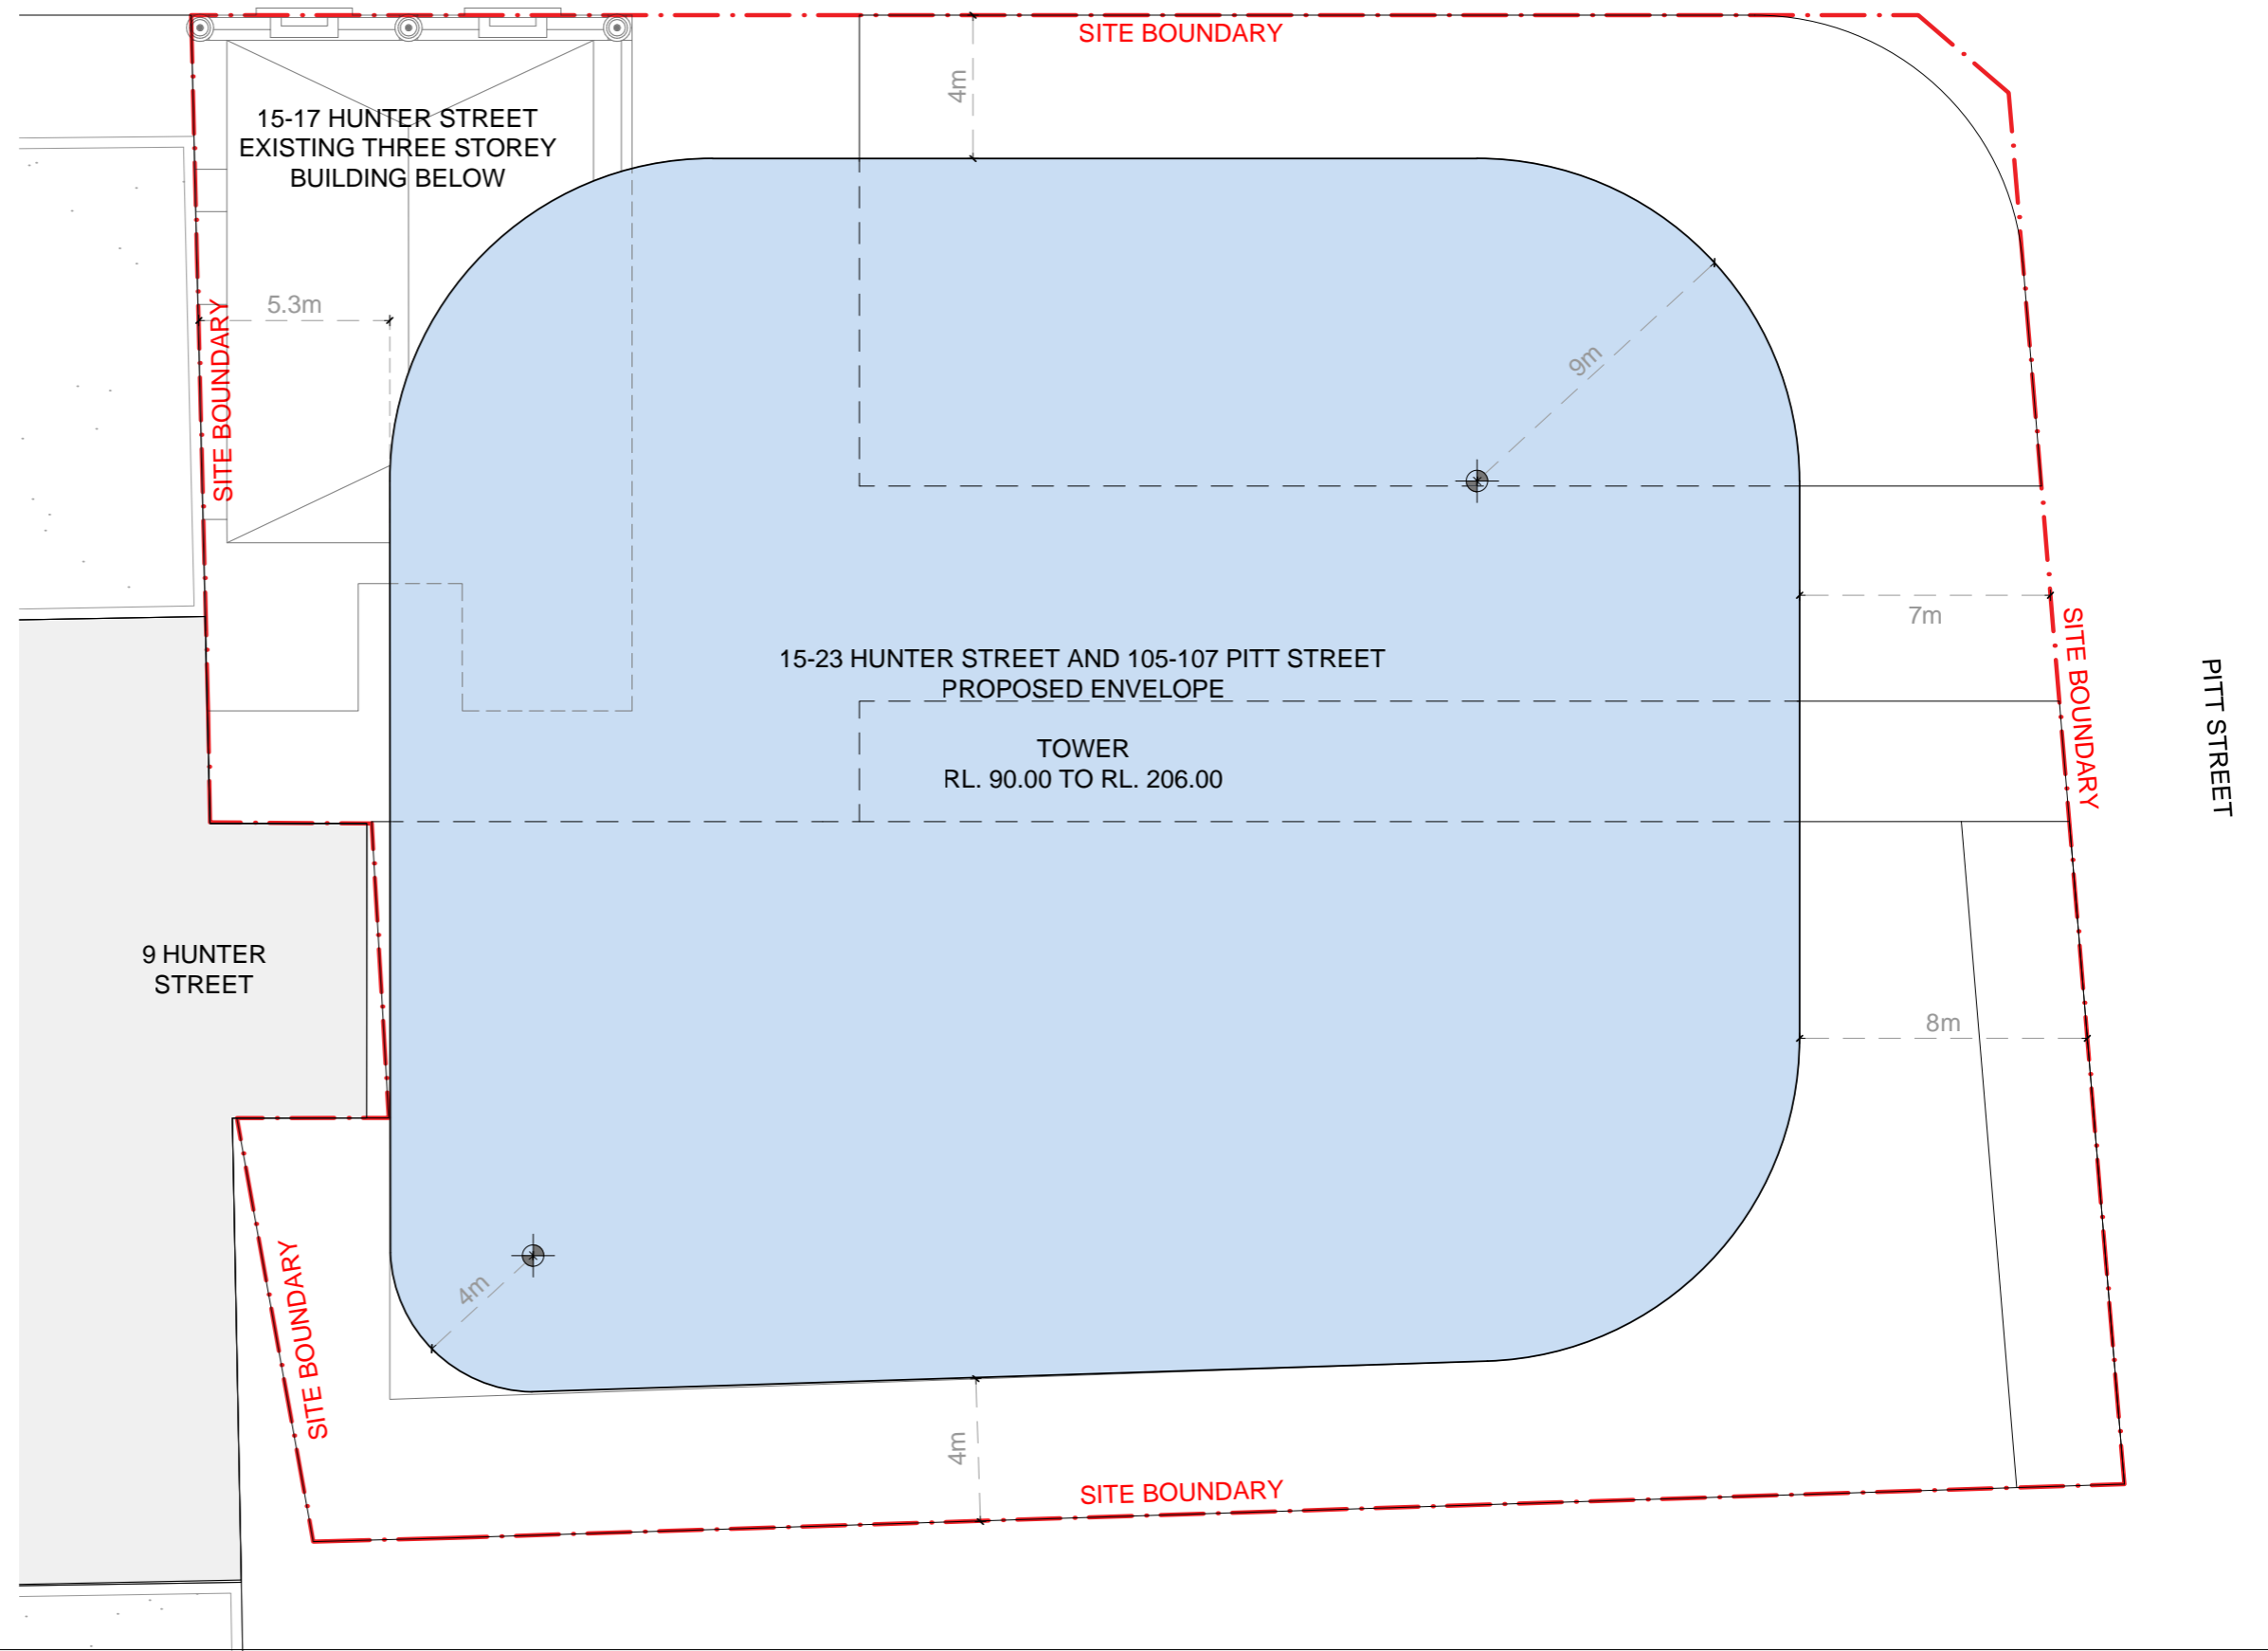 SITE BOUNDARY
4m
15-17 HUNTER STREET
EXISTING THREE STOREY
BUILDING BELOW
5.3m
SITE BOUNDARY
9m
7m
SITE BOUNDARY
PITT STREET
15-23 HUNTER STREET AND 105-107 PITT STREET
PROPOSED ENVELOPE
TOWER
RL. 90.00 TO RL. 206.00
9 HUNTER
STREET
8m
4m
SITE BOUNDARY
4m
SITE BOUNDARY